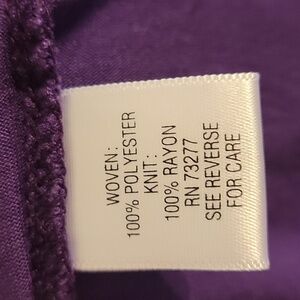 WOVEN:
100% POLYESTER
KNIT:
100% RAYON
RN 73277
SEE REVERSE
FOR CARE